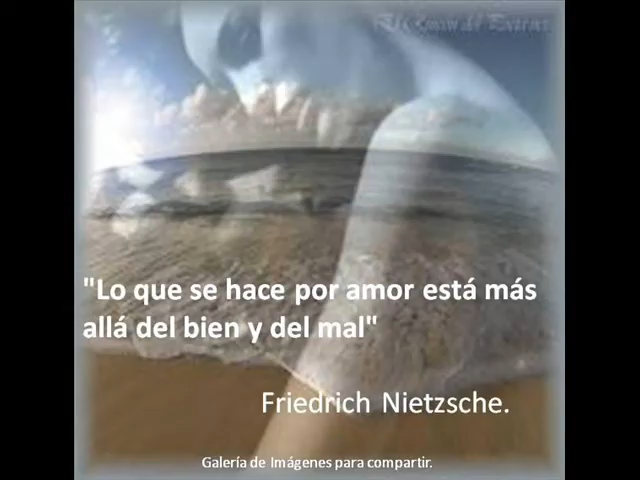 "Lo que se hace por amor está más
allá del bien y del mal"
Friedrich Nietzsche.
Galería de Imágenes para compartir.